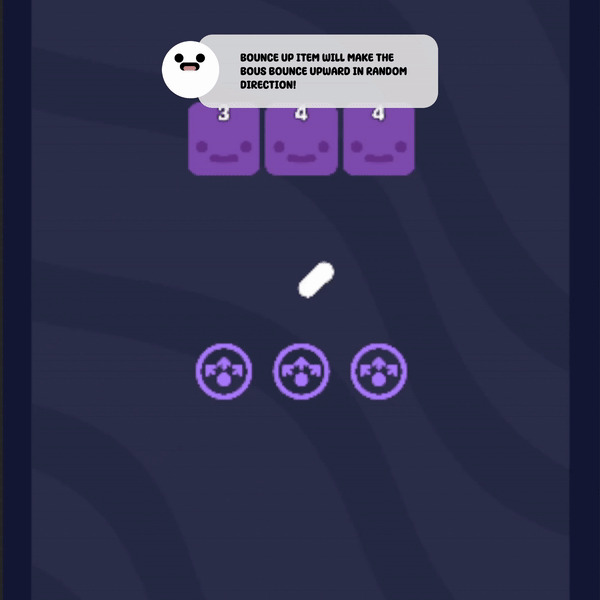 BOUNCE UP ITEM WILL MAKE THE
BOUS BOUNCE UPWARD IN RANDOM
DIRECTION!
3 4 4